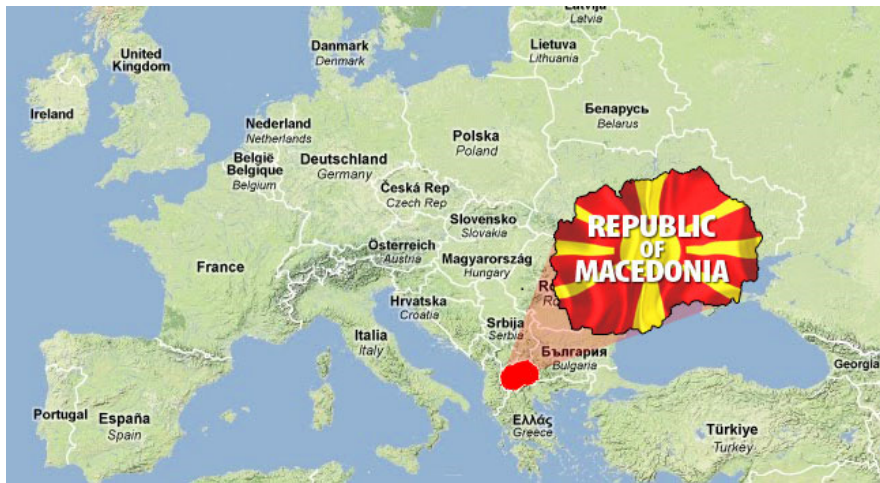 Latvija
Latvia
Danmark
Denmark
Lietuva
Lithuania
United
Kingdom
Ireland
Беларусь
Belarus
Nederland
Netherlands
Polska
Poland
België
Belgique
Belgium
Deutschland
Germany
Česká Rep
Czech Rep
Slovensko
Slovakia
Österreich
Austria
Magyarország
Hungary
France
REPUBLIC
OF
MACEDONIA
Hrvatska
Croatia
Srbija
Serbia
Italia
Italy
България
Bulgaria
Georgia
Portugal
España
Spain
Ελλάς
Greece
Türkiye
Turkey